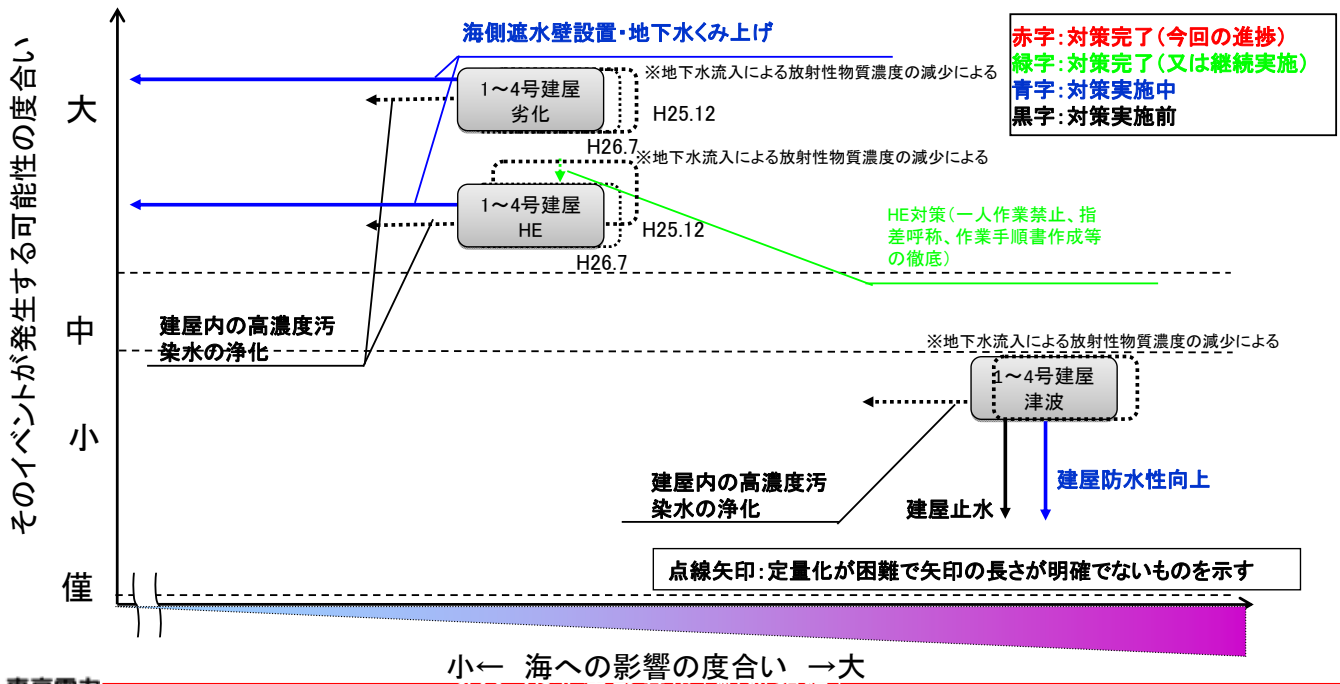 そのイベントが発生する可能性の度合い
大
中
小
僅
海側遮水壁設置・地下水くみ上げ
赤字：対策完了（今回の進捗）
緑字：対策完了（又は継続実施）
青字：対策実施中
黒字：対策実施前
※地下水流入による放射性物質濃度の減少による
1～4号建屋
劣化
H25.12
H26.7
※地下水流入による放射性物質濃度の減少による
1～4号建屋
HE
H25.12
H26.7
HE対策（一人作業禁止、指
差呼称、作業手順書作成等
の徹底）
建屋内の高濃度汚
染水の浄化
※地下水流入による放射性物質濃度の減少による
1～4号建屋
津波
建屋内の高濃度汚
染水の浄化
建屋止水
建屋防水性向上
点線矢印：定量化が困難で矢印の長さが明確でないものを示す
小← 海への影響の度合い →大